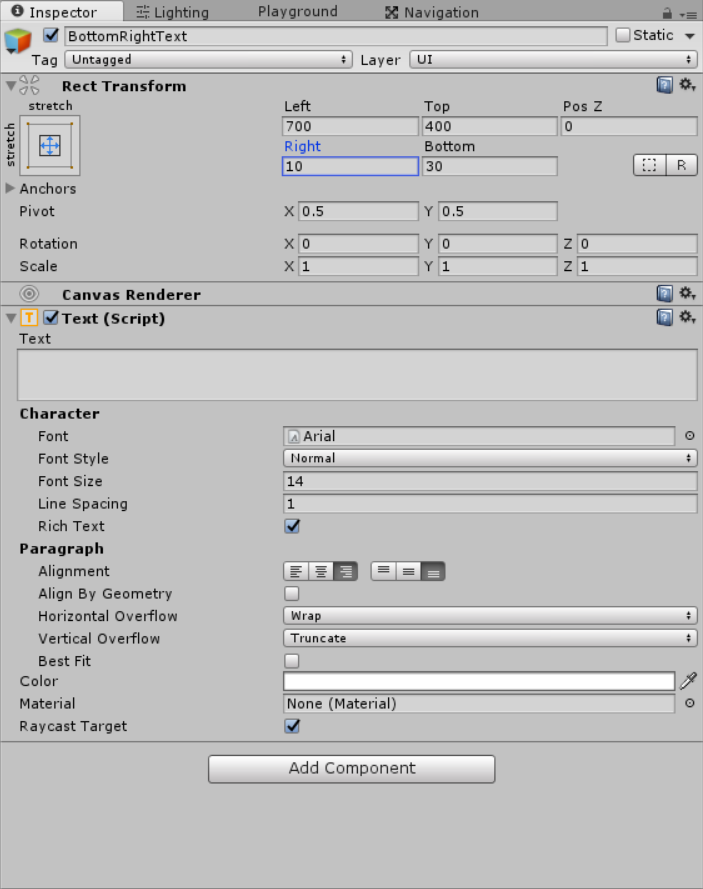 Inspector Lighting Playground Navigation
BottomRightText Static
Tag Untagged Layer UI
Rect Transform
stretch Left Top Pos Z
stretch 700 400 0
Right Bottom
10 30 R
Anchors
Pivot X 0.5 Y 0.5
Rotation X 0 Y 0 Z 0
Scale X 1 Y 1 Z 1
Canvas Renderer
T Text (Script)
Text
Character
Font Arial
Font Style Normal
Font Size 14
Line Spacing 1
Rich Text
Paragraph
Alignment
Align By Geometry
Horizontal Overflow Wrap
Vertical Overflow Truncate
Best Fit
Color
Material None (Material)
Raycast Target
Add Component